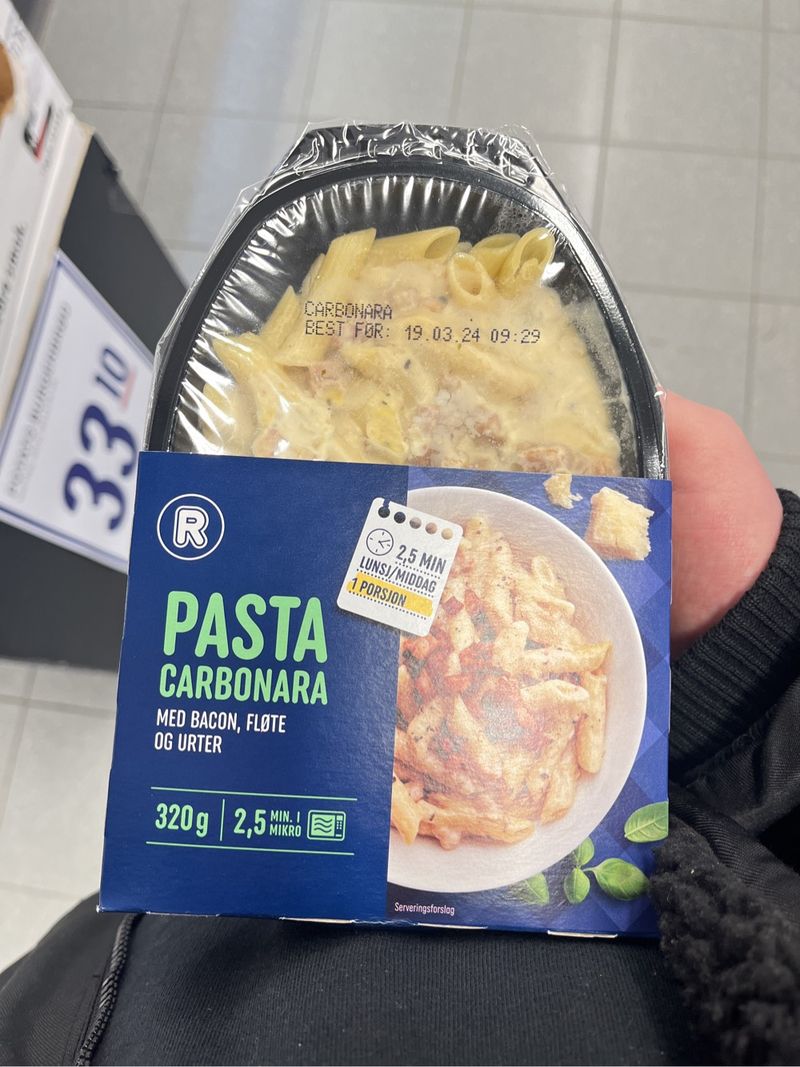 CARBONARA
BEST FØR: 19.03.24 09:29
33 10
R
2,5 MIN
LUNSJ/MIDDAG
1 PORSJON
PASTA
CARBONARA
MED BACON, FLØTE
OG URTER
320g
2,5 MIN. I
MIKRO
Serveringsforslag